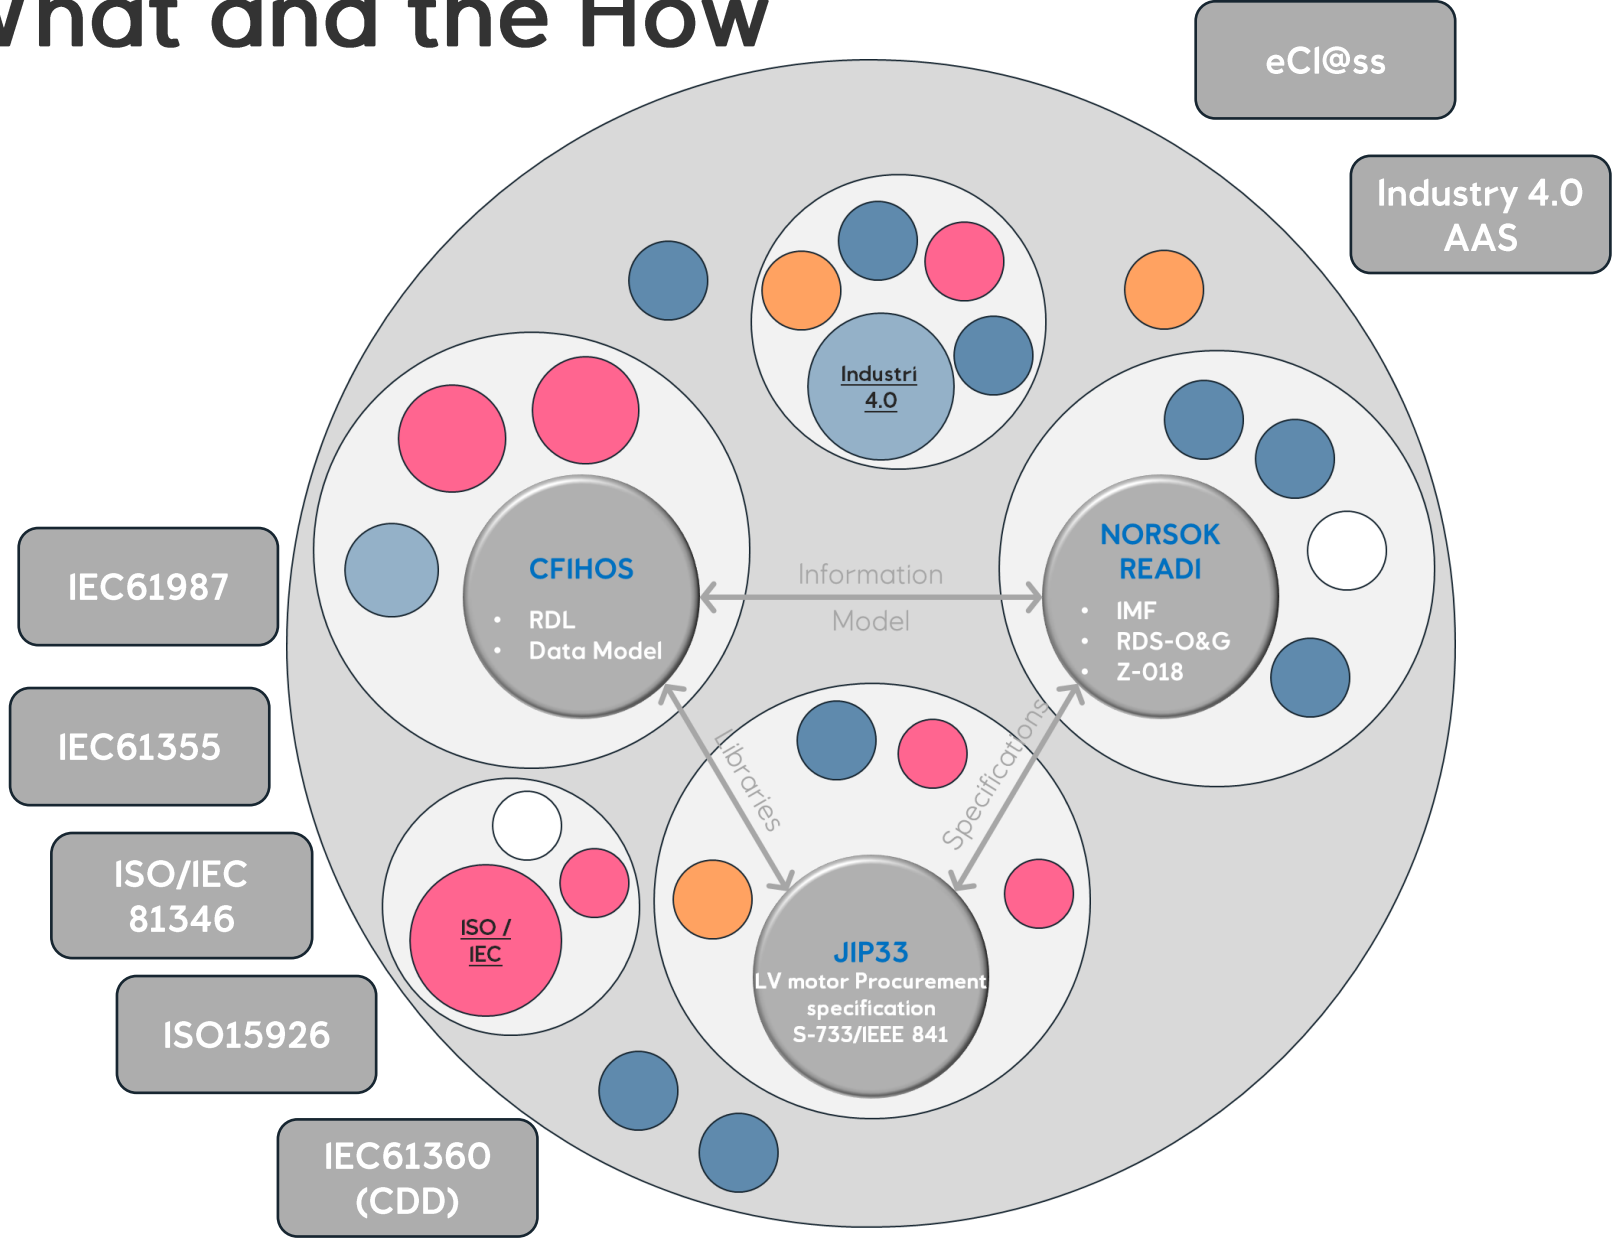 What and the How
eCl@ss
Industry 4.0
AAS
Industri
4.0
NORSOK
READI
• IMF
• RDS-O&G
• Z-018
CFIHOS
• RDL
• Data Model
Information
Model
IEC61987
IEC61355
Libraries
Specifications
ISO/IEC
81346
ISO /
IEC
JIP33
LV motor Procurement
specification
S-733/IEEE 841
ISO15926
IEC61360
(CDD)